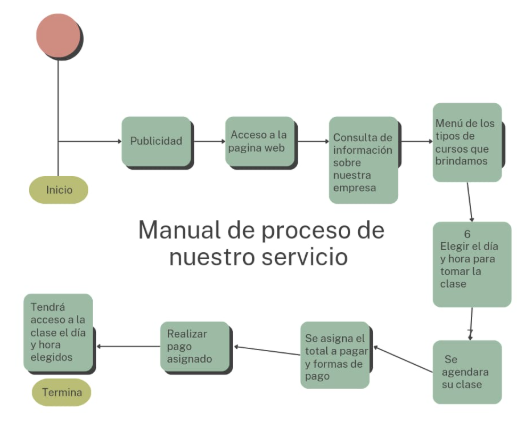 Publicidad
Acceso a la
pagina web
Consulta de
información
sobre
nuestra
empresa
Menú de los
tipos de
cursos que
brindamos
Inicio
Manual de proceso de
nuestro servicio
6
Elegir el día
y hora para
tomar la
clase
7
Se
agendara
su clase
Se asigna el
total a pagar
y formas de
pago
Realizar
pago
asignado
Tendrá
acceso a la
clase el día
y hora
elegidos
Termina